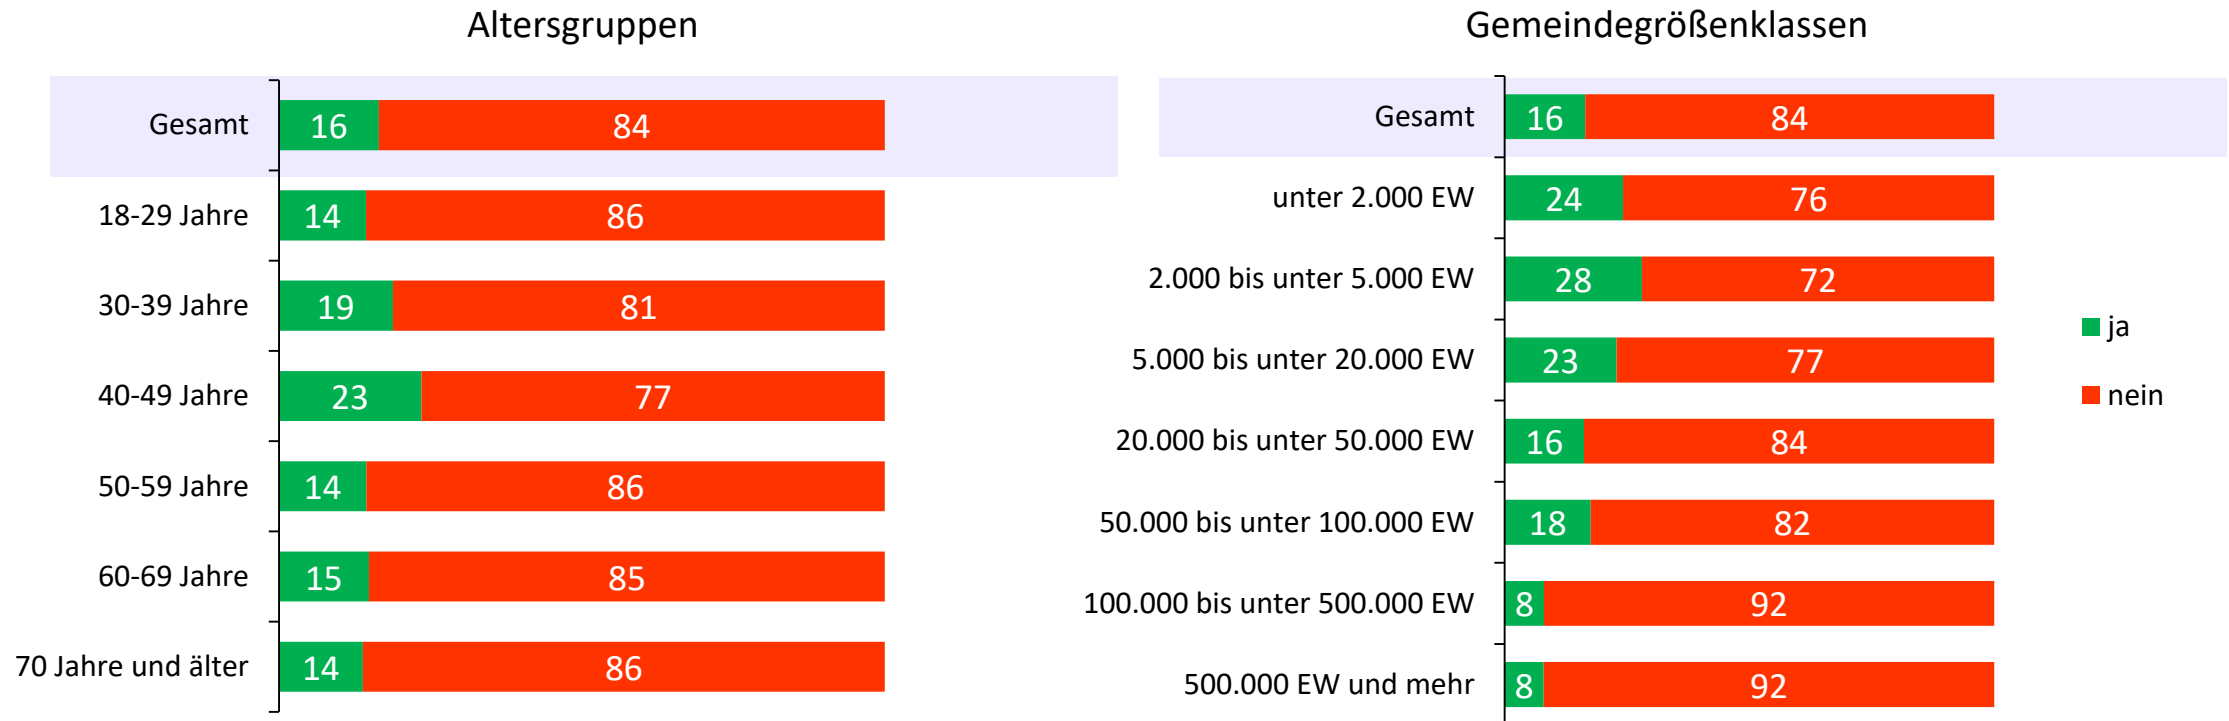 Altersgruppen
Gesamt 16 84
18-29 Jahre 14 86
30-39 Jahre 19 81
40-49 Jahre 23 77
50-59 Jahre 14 86
60-69 Jahre 15 85
70 Jahre und älter 14 86
Gemeindegrößenklassen
Gesamt 16 84
unter 2.000 EW 24 76
2.000 bis unter 5.000 EW 28 72
5.000 bis unter 20.000 EW 23 77
20.000 bis unter 50.000 EW 16 84
50.000 bis unter 100.000 EW 18 82
100.000 bis unter 500.000 EW 8 92
500.000 EW und mehr 8 92
ja
nein